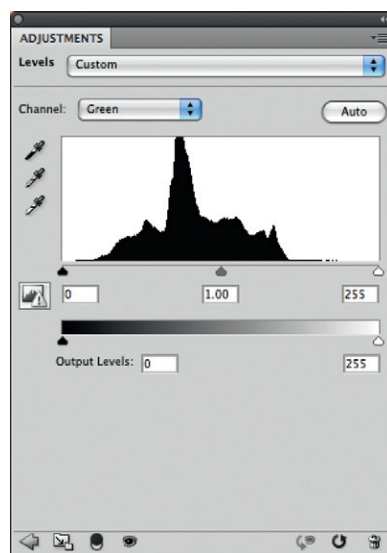 ADJUSTMENTS
Levels Custom
Channel: Green Auto
0 1.00 255
Output Levels: 0 255